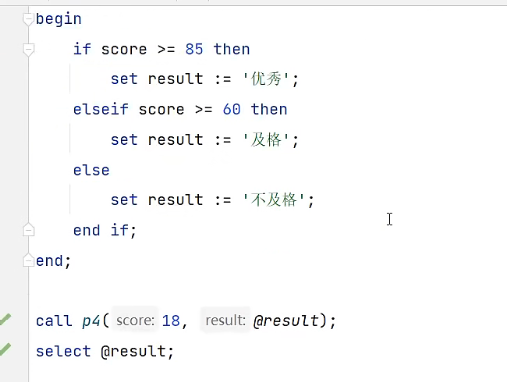 begin
if score >= 85 then
set result := '优秀';
elseif score >= 60 then
set result := '及格';
else
set result := '不及格';
end if;
end;
call p4( score: 18, result: @result);
select @result;